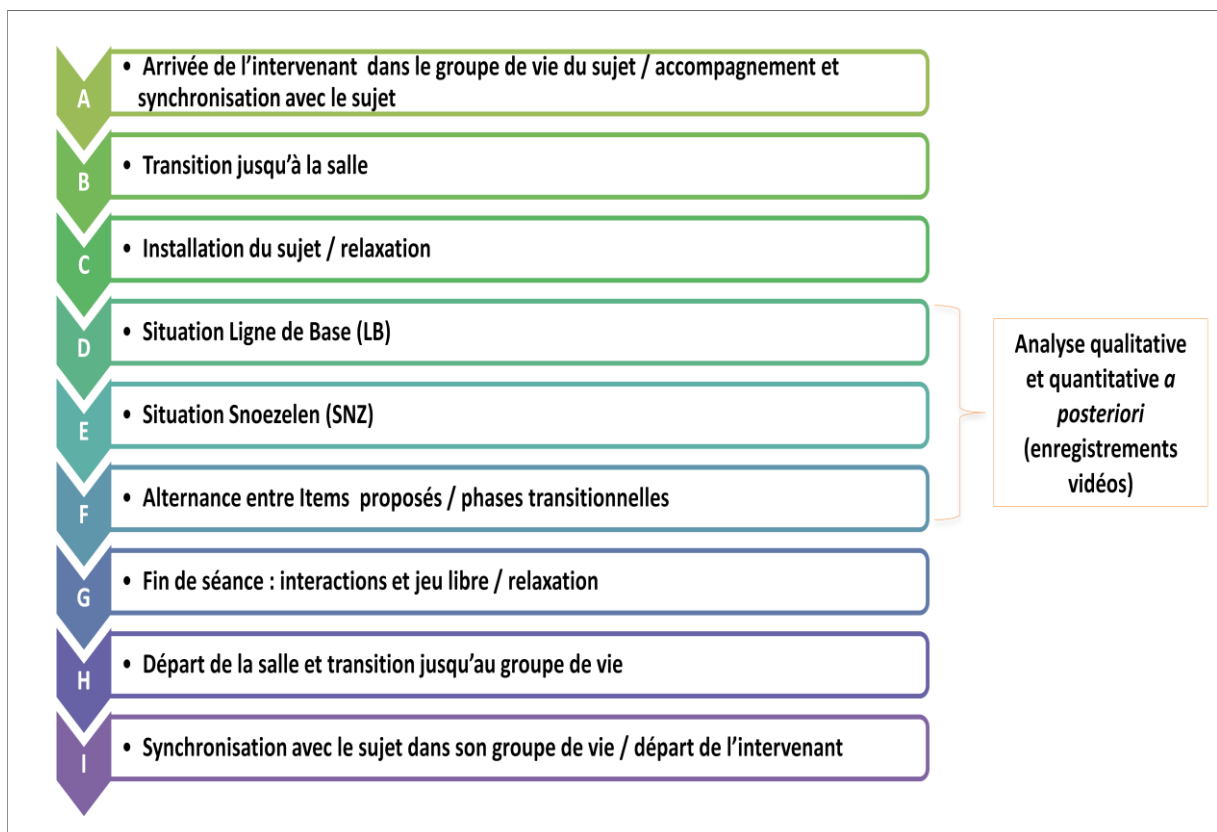 A
• Arrivée de l’intervenant dans le groupe de vie du sujet / accompagnement et
synchronisation avec le sujet
B
• Transition jusqu’à la salle
C
• Installation du sujet / relaxation
D
• Situation Ligne de Base (LB)
E
• Situation Snoezelen (SNZ)
F
• Alternance entre Items proposés / phases transitionnelles
Analyse qualitative
et quantitative a
posteriori
(enregistrements
vidéos)
G
• Fin de séance : interactions et jeu libre / relaxation
H
• Départ de la salle et transition jusqu’au groupe de vie
I
• Synchronisation avec le sujet dans son groupe de vie / départ de l’intervenant